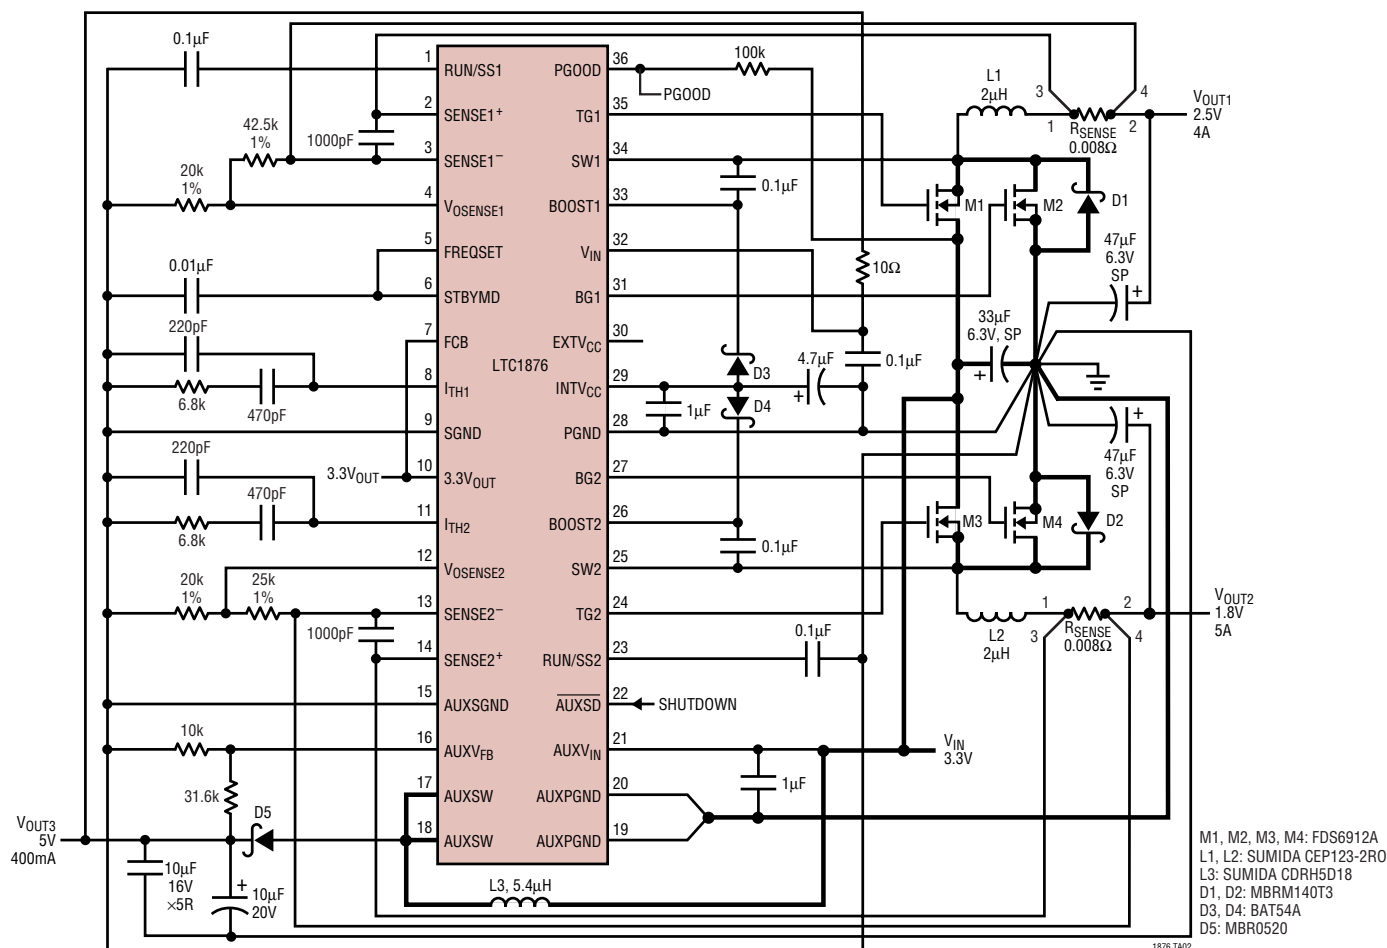 0.1µF
1
RUN/SS1
2
SENSE1+
1000pF
3
SENSE1−
42.5k
1%
20k
1%
4
VOSENSE1
5
FREQSET
0.01µF
6
STBYMD
7
FCB
220pF
8
ITH1
6.8k
470pF
9
SGND
220pF
3.3VOUT
10
3.3VOUT
470pF
11
ITH2
6.8k
12
VOSENSE2
20k
1%
25k
1%
13
SENSE2−
1000pF
14
SENSE2+
15
AUXSGND
10k
16
AUXVFB
31.6k
17
AUXSW
D5
18
AUXSW
VOUT3
5V
400mA
10µF
16V
×5R
10µF
20V
+
L3, 5.4µH
LTC1876
36
PGOOD
100k
PGOOD
35
TG1
34
SW1
0.1µF
33
BOOST1
32
VIN
10Ω
31
BG1
30
EXTVCC
29
INTVCC
D3
D4
4.7µF
+
0.1µF
1µF
28
PGND
27
BG2
26
BOOST2
0.1µF
25
SW2
24
TG2
0.1µF
23
RUN/SS2
22
AUXSD
SHUTDOWN
21
AUXVIN
1µF
20
AUXPGND
19
AUXPGND
VIN
3.3V
L1
2µH
3
4
1
2
RSENSE
0.008Ω
VOUT1
2.5V
4A
M1
M2
D1
47µF
6.3V
SP
+
33µF
6.3V, SP
+
+
47µF
6.3V
SP
M3
M4
D2
L2
2µH
1
2
3
4
RSENSE
0.008Ω
VOUT2
1.8V
5A
M1, M2, M3, M4: FDS6912A
L1, L2: SUMIDA CEP123-2RO
L3: SUMIDA CDRH5D18
D1, D2: MBRM140T3
D3, D4: BAT54A
D5: MBR0520
1876 TA02